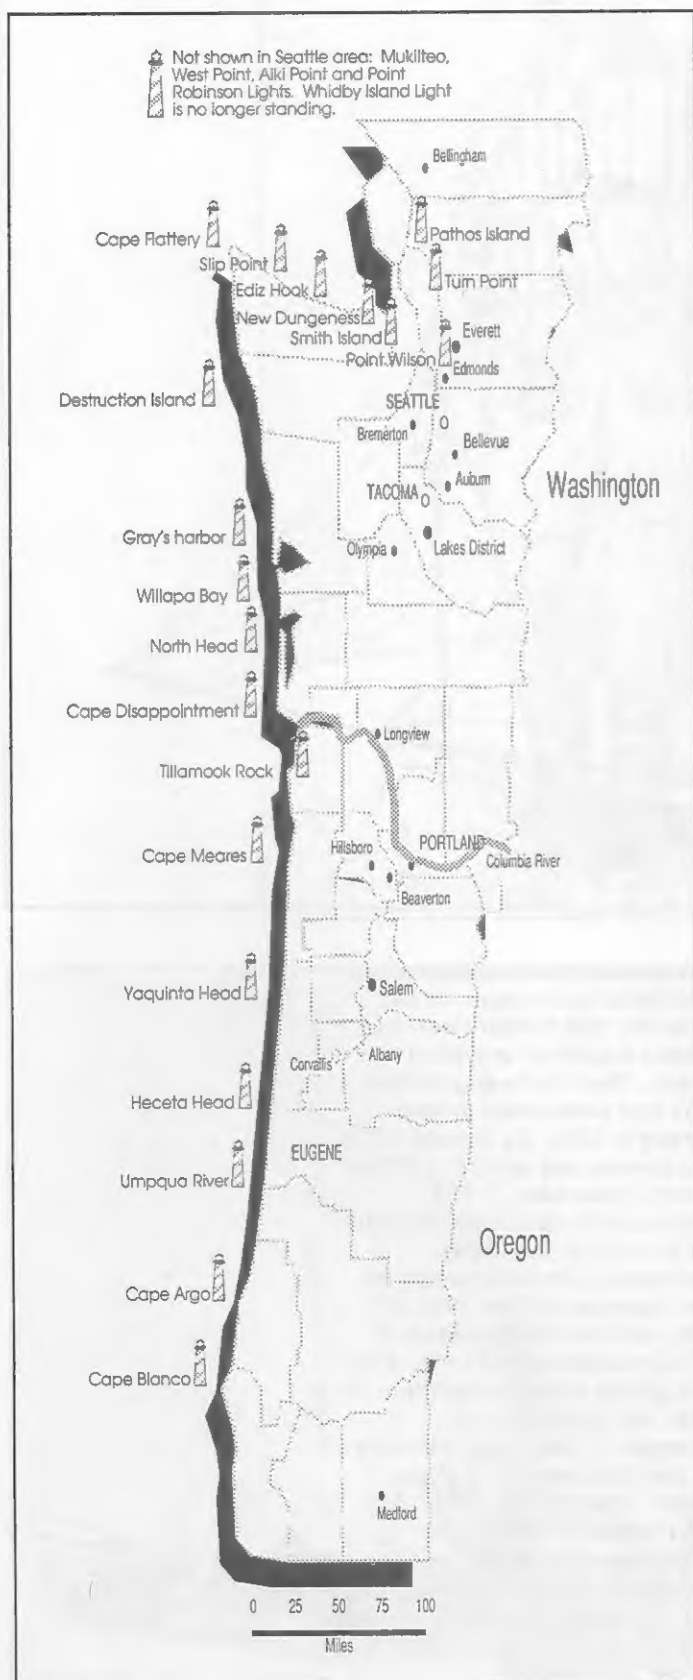 Not shown in Seattle area: Mukilteo,
West Point, Alki Point and Point
Robinson Lights. Whidby Island Light
is no longer standing.
Bellingham
Cape Flattery
Pathos Island
Slip Point
Ediz Hook
Turn Point
New Dungeness
Smith Island
Everett
Point Wilson
Edmonds
Destruction Island
SEATTLE
Bremerton
Bellevue
Auburn
TACOMA
Washington
Gray's harbor
Olympia
Lakes District
Willapa Bay
North Head
Cape Disappointment
Longview
Tillamook Rock
PORTLAND
Hillsboro
Cape Meares
Columbia River
Beaverton
Yaquinta Head
Salem
Albany
Corvallis
Heceta Head
EUGENE
Umpqua River
Oregon
Cape Argo
Cape Blanco
Medford
0 25 50 75 100
Miles